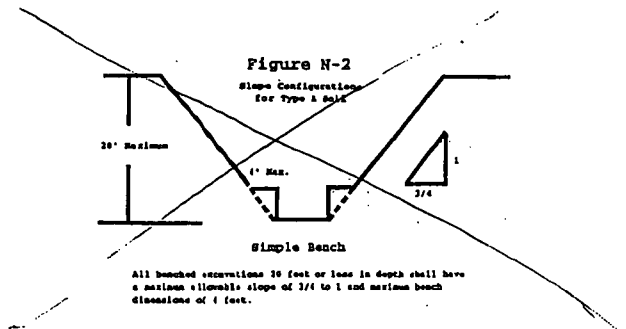 Figure N-2
Slope Configurations
for Type A Soil
20' Maximum
4' Max.
1
3/4
Simple Bench
All benched excavations 20 feet or less in depth shall have
a maximum allowable slope of 3/4 to 1 and maximum bench
dimensions of 4 feet.